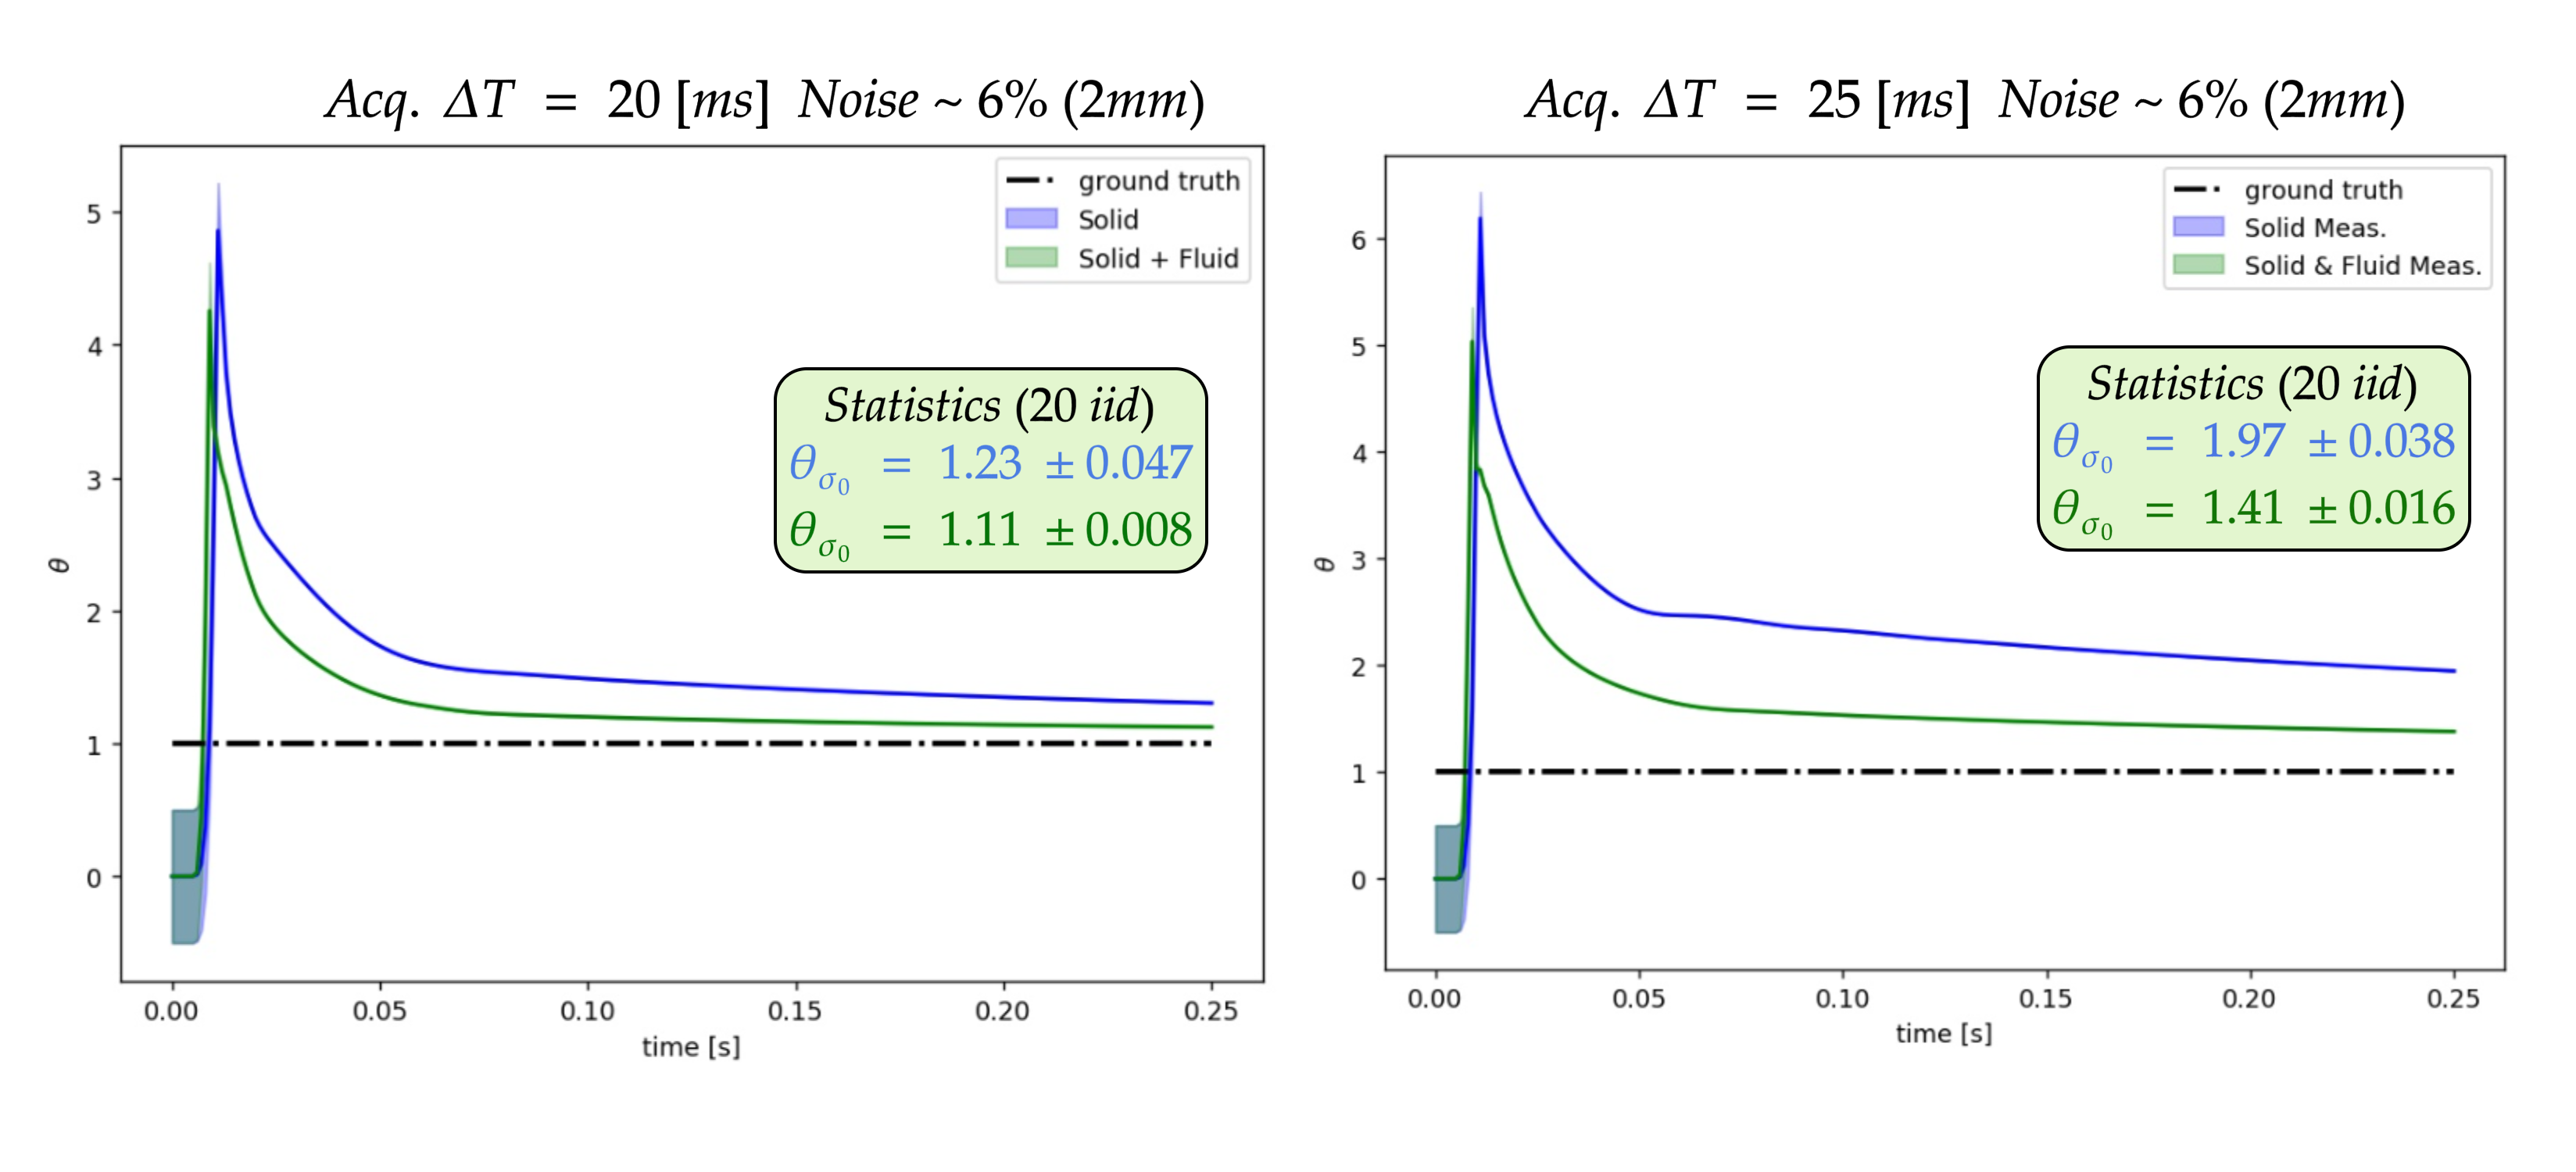 Acq. ΔT = 20 [ms] Noise ~ 6% (2mm)
ground truth
Solid
Solid + Fluid
Statistics (20 iid)
θσ0 = 1.23 ± 0.047
θσ0 = 1.11 ± 0.008
5
4
3
2
1
0
θ
0.00 0.05 0.10 0.15 0.20 0.25
time [s]
Acq. ΔT = 25 [ms] Noise ~ 6% (2mm)
ground truth
Solid Meas.
Solid & Fluid Meas.
Statistics (20 iid)
θσ0 = 1.97 ± 0.038
θσ0 = 1.41 ± 0.016
6
5
4
3
2
1
0
θ
0.00 0.05 0.10 0.15 0.20 0.25
time [s]